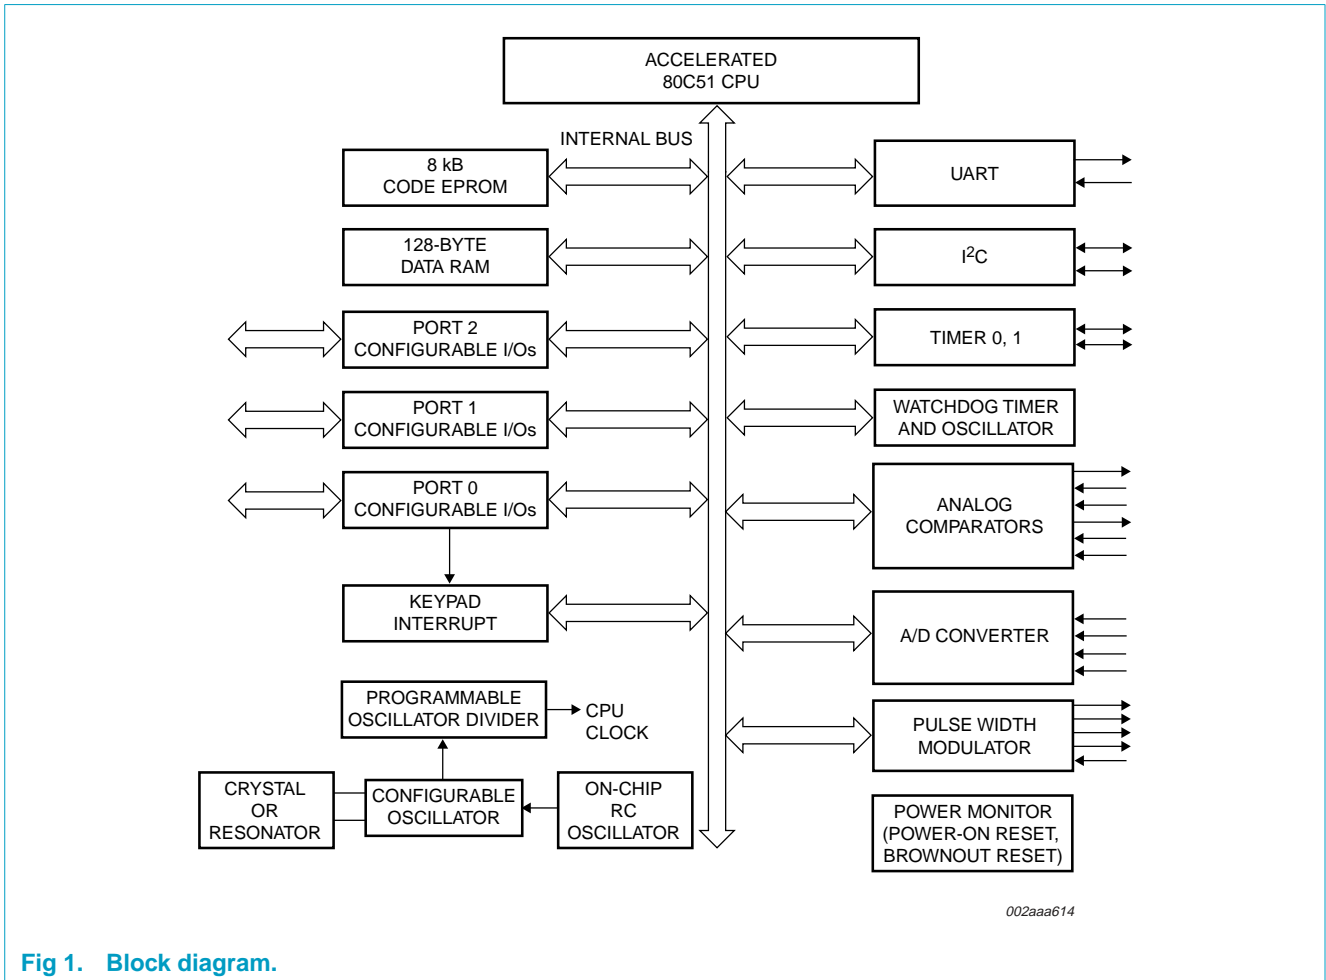 ACCELERATED
80C51 CPU
INTERNAL BUS
8 kB
CODE EPROM
128-BYTE
DATA RAM
PORT 2
CONFIGURABLE I/Os
PORT 1
CONFIGURABLE I/Os
PORT 0
CONFIGURABLE I/Os
KEYPAD
INTERRUPT
PROGRAMMABLE
OSCILLATOR DIVIDER
CPU
CLOCK
CRYSTAL
OR
RESONATOR
CONFIGURABLE
OSCILLATOR
ON-CHIP
RC
OSCILLATOR
UART
I²C
TIMER 0, 1
WATCHDOG TIMER
AND OSCILLATOR
ANALOG
COMPARATORS
A/D CONVERTER
PULSE WIDTH
MODULATOR
POWER MONITOR
(POWER-ON RESET,
BROWNOUT RESET)
002aaa614
Fig 1. Block diagram.